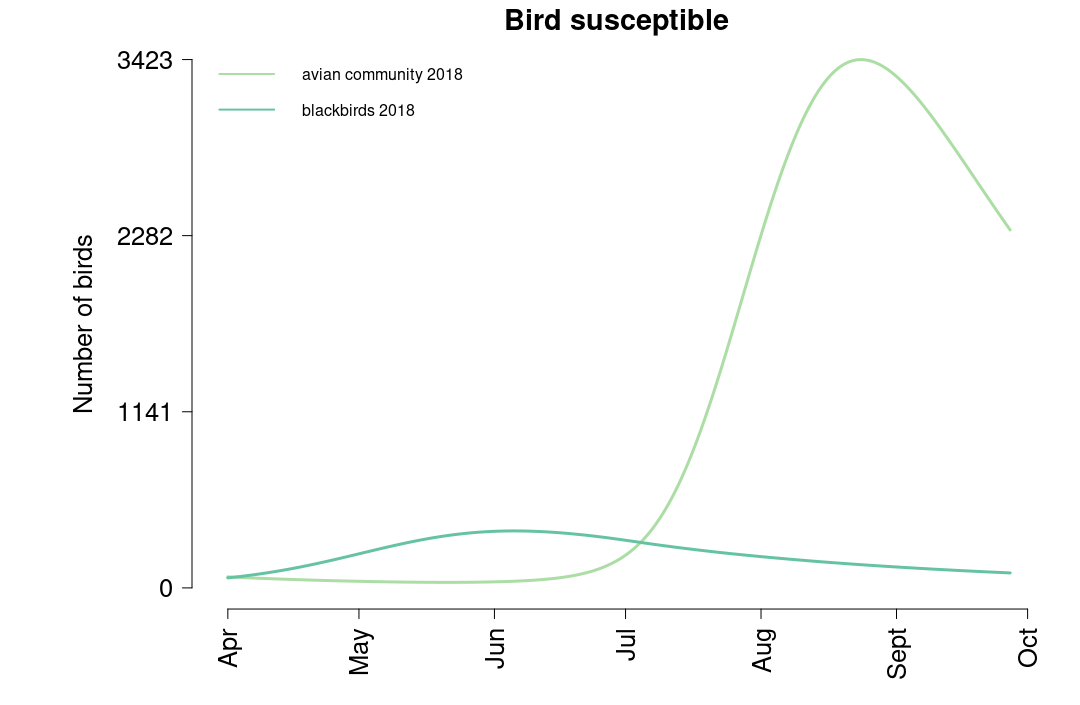 Bird susceptible
avian community 2018
blackbirds 2018
Number of birds
3423
2282
1141
0
Apr
May
Jun
Jul
Aug
Sept
Oct